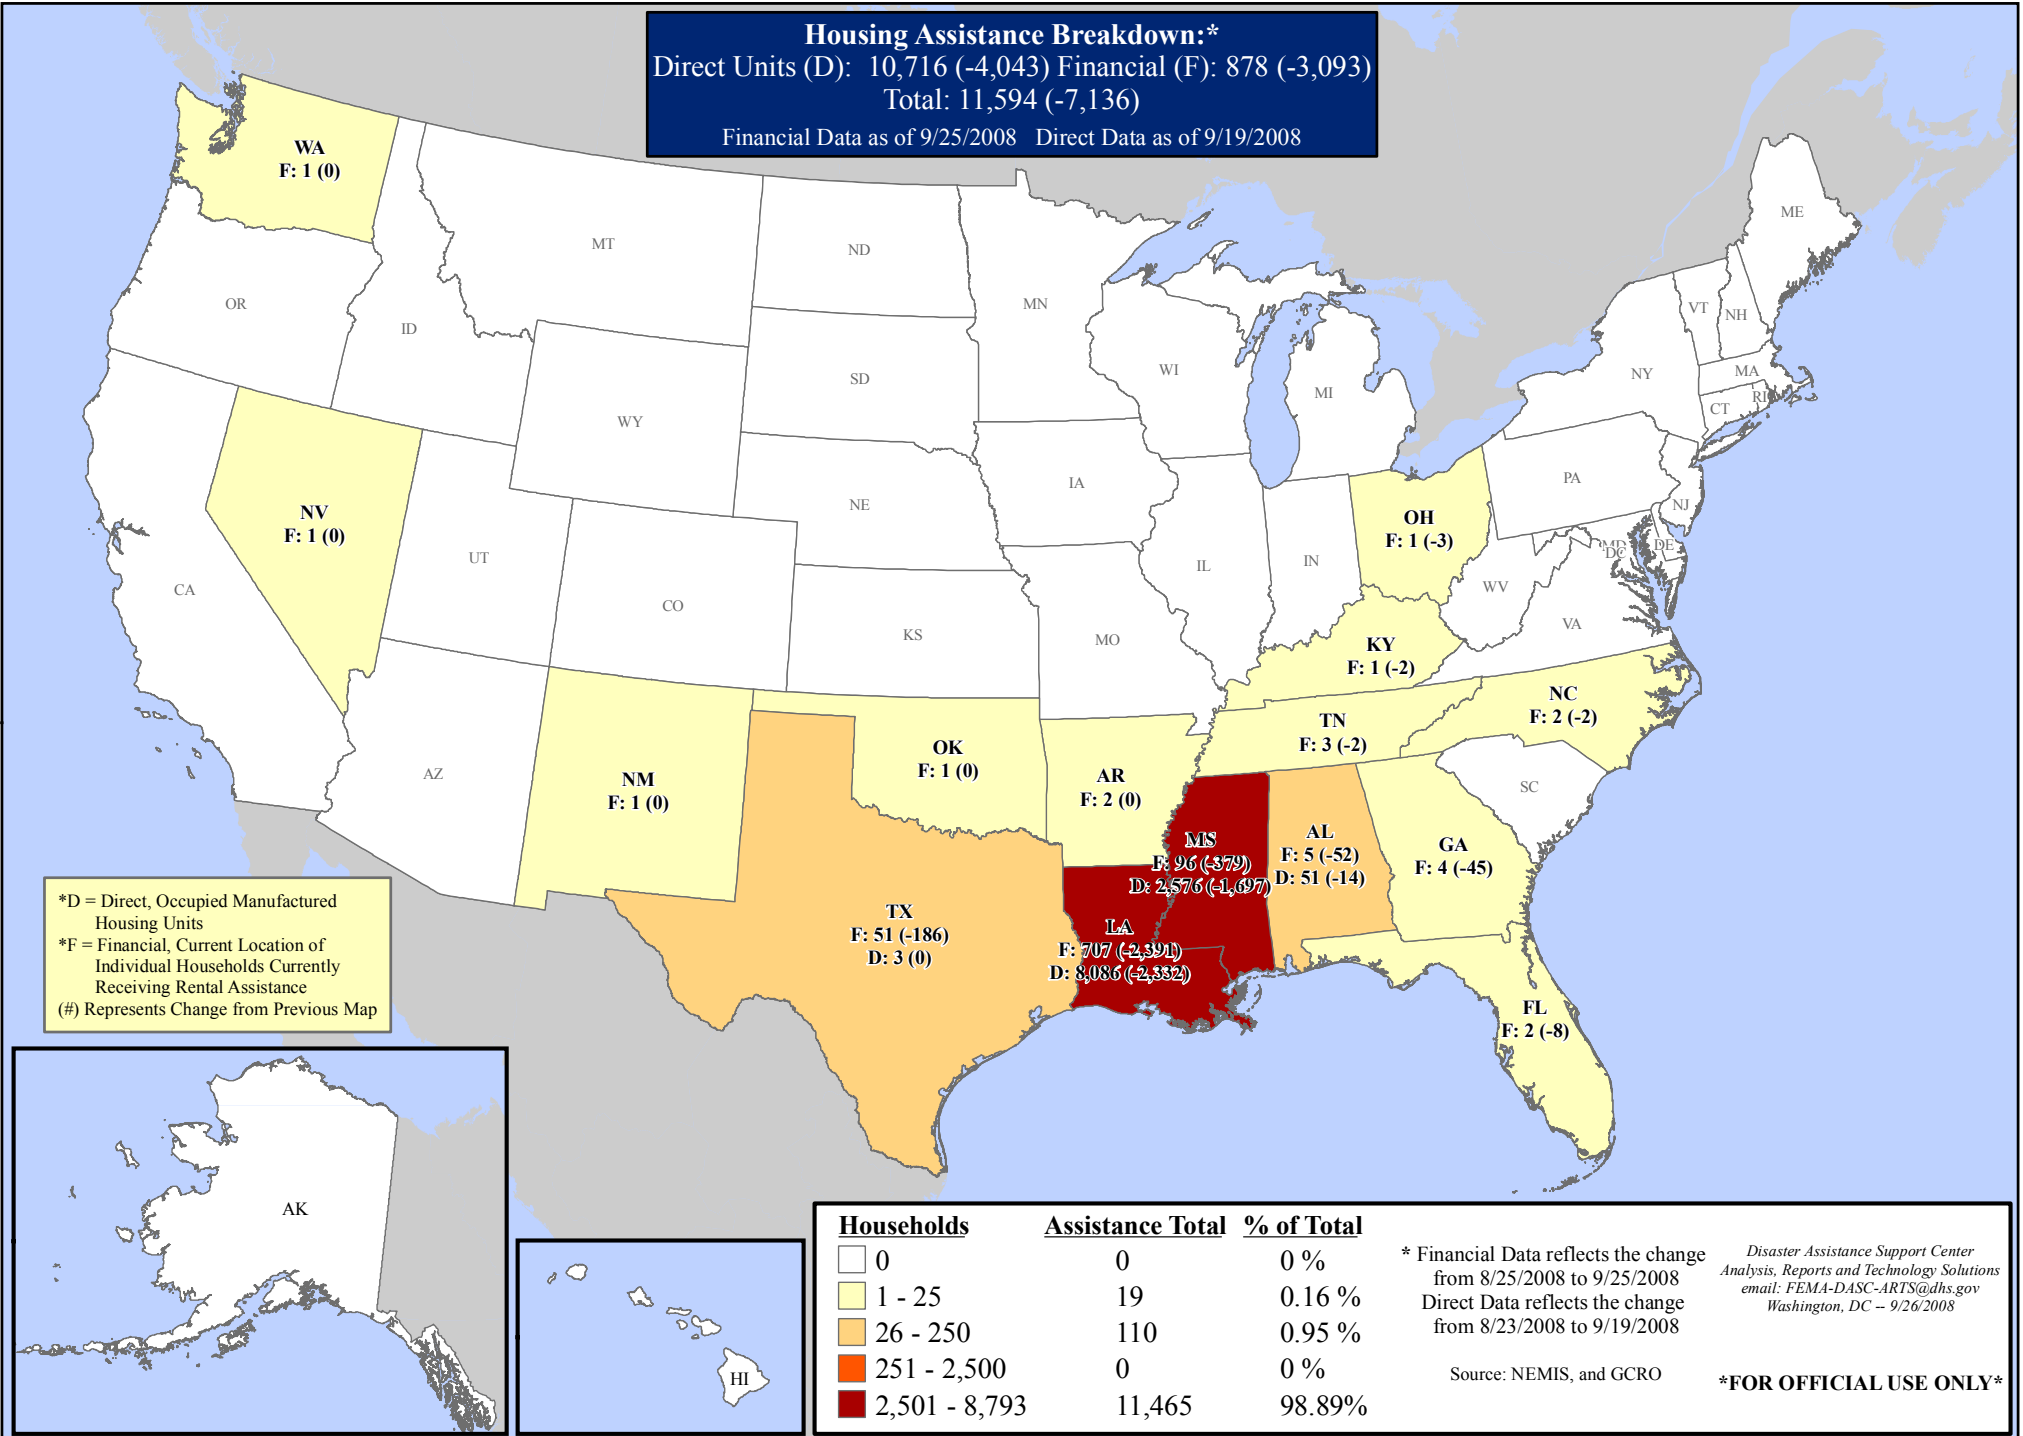 Housing Assistance Breakdown:*
Direct Units (D):  10,716 (-4,043) Financial (F): 878 (-3,093)
Total: 11,594 (-7,136)
Financial Data as of 9/25/2008   Direct Data as of 9/19/2008
WA
F: 1 (0)
MT
ND
MN
ME
OR
ID
WY
SD
WI
MI
NY
VT
NH
MA
CT
RI
NV
F: 1 (0)
UT
CO
NE
IA
IL
IN
OH
F: 1 (-3)
PA
NJ
MD
DC
DE
CA
KS
MO
WV
VA
KY
F: 1 (-2)
NC
F: 2 (-2)
TN
F: 3 (-2)
AZ
NM
F: 1 (0)
OK
F: 1 (0)
AR
F: 2 (0)
SC
MS
F: 96 (-379)
D: 2,576 (-1,697)
AL
F: 5 (-52)
D: 51 (-14)
GA
F: 4 (-45)
TX
F: 51 (-186)
D: 3 (0)
LA
F: 707 (-2,391)
D: 8,086 (-2,332)
FL
F: 2 (-8)
*D = Direct, Occupied Manufactured
Housing Units
*F = Financial, Current Location of
Individual Households Currently
Receiving Rental Assistance
(#) Represents Change from Previous Map
AK
HI
Households   Assistance Total   % of Total
0   0   0 %
1 - 25   19   0.16 %
26 - 250   110   0.95 %
251 - 2,500   0   0 %
2,501 - 8,793   11,465   98.89%
* Financial Data reflects the change
from 8/25/2008 to 9/25/2008
Direct Data reflects the change
from 8/23/2008 to 9/19/2008
Source: NEMIS, and GCRO
Disaster Assistance Support Center
Analysis, Reports and Technology Solutions
email: FEMA-DASC-ARTS@dhs.gov
Washington, DC -- 9/26/2008
*FOR OFFICIAL USE ONLY*